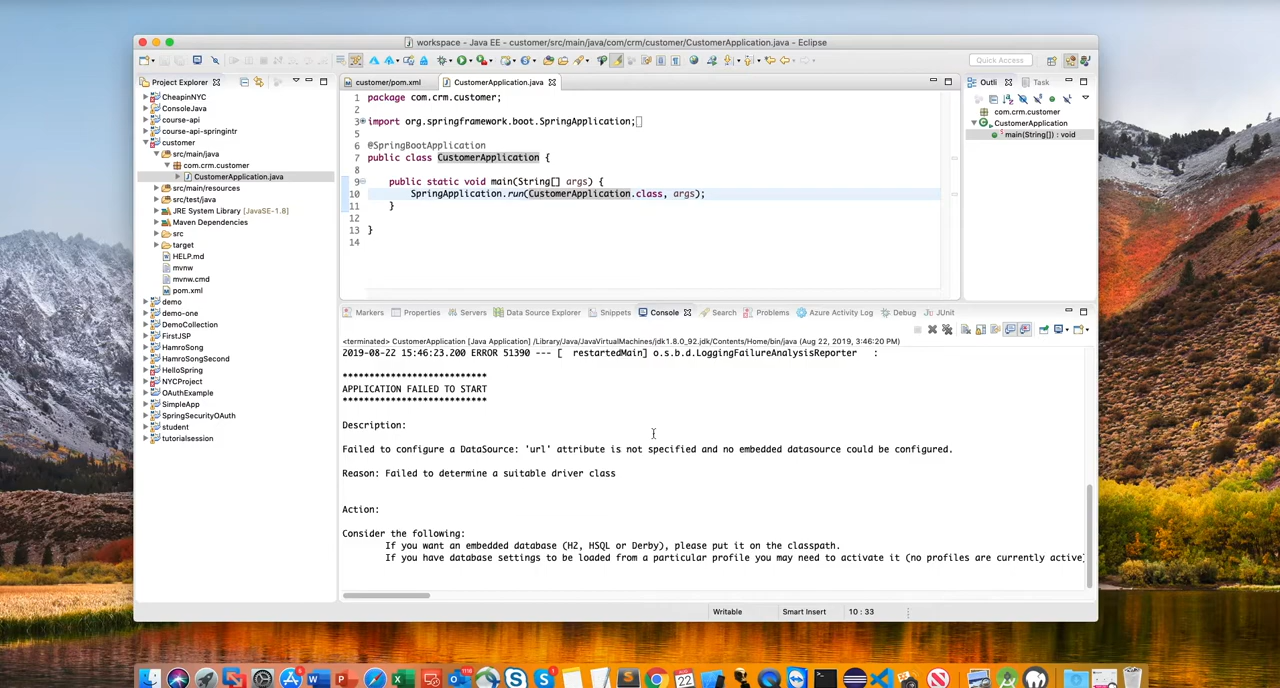 workspace - Java EE - customer/src/main/java/com/crm/customer/CustomerApplication.java - Eclipse
Quick Access
Project Explorer
customer/pom.xml
CustomerApplication.java
Outli
Task
CheapinNYC
ConsoleJava
course-api
course-api-springintr
customer
src/main/java
com.crm.customer
CustomerApplication.java
src/main/resources
src/test/java
JRE System Library [JavaSE-1.8]
Maven Dependencies
src
target
HELP.md
mvnw
mvnw.cmd
pom.xml
demo
demo-one
DemoCollection
FirstJSP
HamroSong
HamroSongSecond
HelloSpring
NYCProject
OAuthExample
SimpleApp
SpringSecurityOAuth
student
tutorialsession
1 package com.crm.customer;
2
3 import org.springframework.boot.SpringApplication;
5
6 @SpringBootApplication
7 public class CustomerApplication {
8
9 public static void main(String[] args) {
10 SpringApplication.run(CustomerApplication.class, args);
11 }
12
13 }
14
com.crm.customer
CustomerApplication
main(String[]) : void
Markers
Properties
Servers
Data Source Explorer
Snippets
Console
Search
Problems
Azure Activity Log
Debug
JUnit
<terminated> CustomerApplication [Java Application] /Library/Java/JavaVirtualMachines/jdk1.8.0_92.jdk/Contents/Home/bin/java (Aug 22, 2019, 3:46:20 PM)
2019-08-22 15:46:23.200 ERROR 51390 --- [  restartedMain] o.s.b.d.LoggingFailureAnalysisReporter   :
***************************
APPLICATION FAILED TO START
***************************
Description:
Failed to configure a DataSource: 'url' attribute is not specified and no embedded datasource could be configured.
Reason: Failed to determine a suitable driver class
Action:
Consider the following:
If you want an embedded database (H2, HSQL or Derby), please put it on the classpath.
If you have database settings to be loaded from a particular profile you may need to activate it (no profiles are currently active)
Writable
Smart Insert
10 : 33